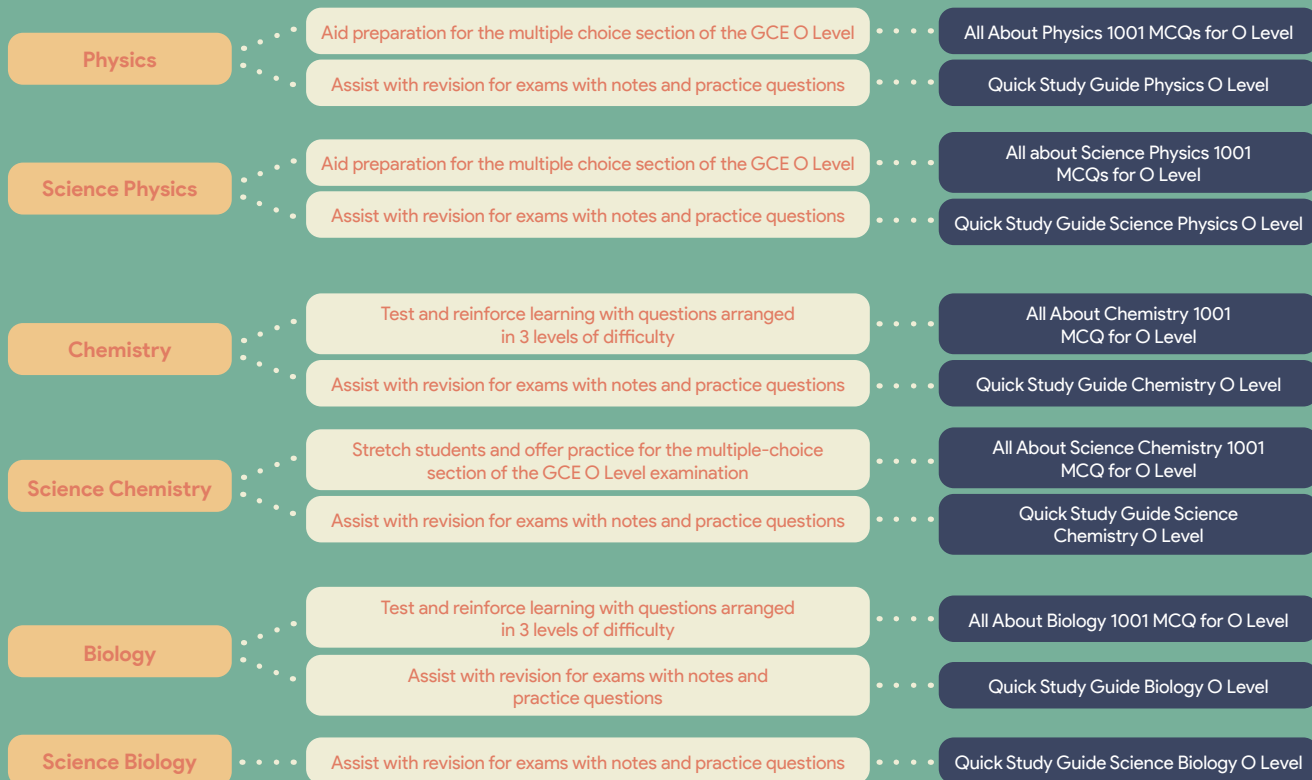 Physics
Aid preparation for the multiple choice section of the GCE O Level
All About Physics 1001 MCQs for O Level
Assist with revision for exams with notes and practice questions
Quick Study Guide Physics O Level
Science Physics
Aid preparation for the multiple choice section of the GCE O Level
All about Science Physics 1001
MCQs for O Level
Assist with revision for exams with notes and practice questions
Quick Study Guide Science Physics O Level
Chemistry
Test and reinforce learning with questions arranged
in 3 levels of difficulty
All About Chemistry 1001
MCQ for O Level
Assist with revision for exams with notes and practice questions
Quick Study Guide Chemistry O Level
Science Chemistry
Stretch students and offer practice for the multiple-choice
section of the GCE O Level examination
All About Science Chemistry 1001
MCQ for O Level
Assist with revision for exams with notes and practice questions
Quick Study Guide Science
Chemistry O Level
Biology
Test and reinforce learning with questions arranged
in 3 levels of difficulty
All About Biology 1001 MCQ for O Level
Assist with revision for exams with notes and
practice questions
Quick Study Guide Biology O Level
Science Biology
Assist with revision for exams with notes and practice questions
Quick Study Guide Science Biology O Level